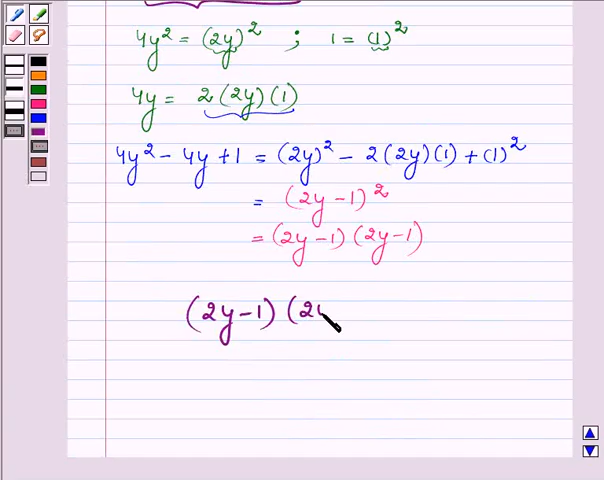 4y² = (2y)² ; 1 = (1)²
4y = 2(2y)(1)
4y² - 4y + 1 = (2y)² - 2(2y)(1) + (1)²
= (2y - 1)²
= (2y - 1)(2y - 1)
(2y - 1)(2y